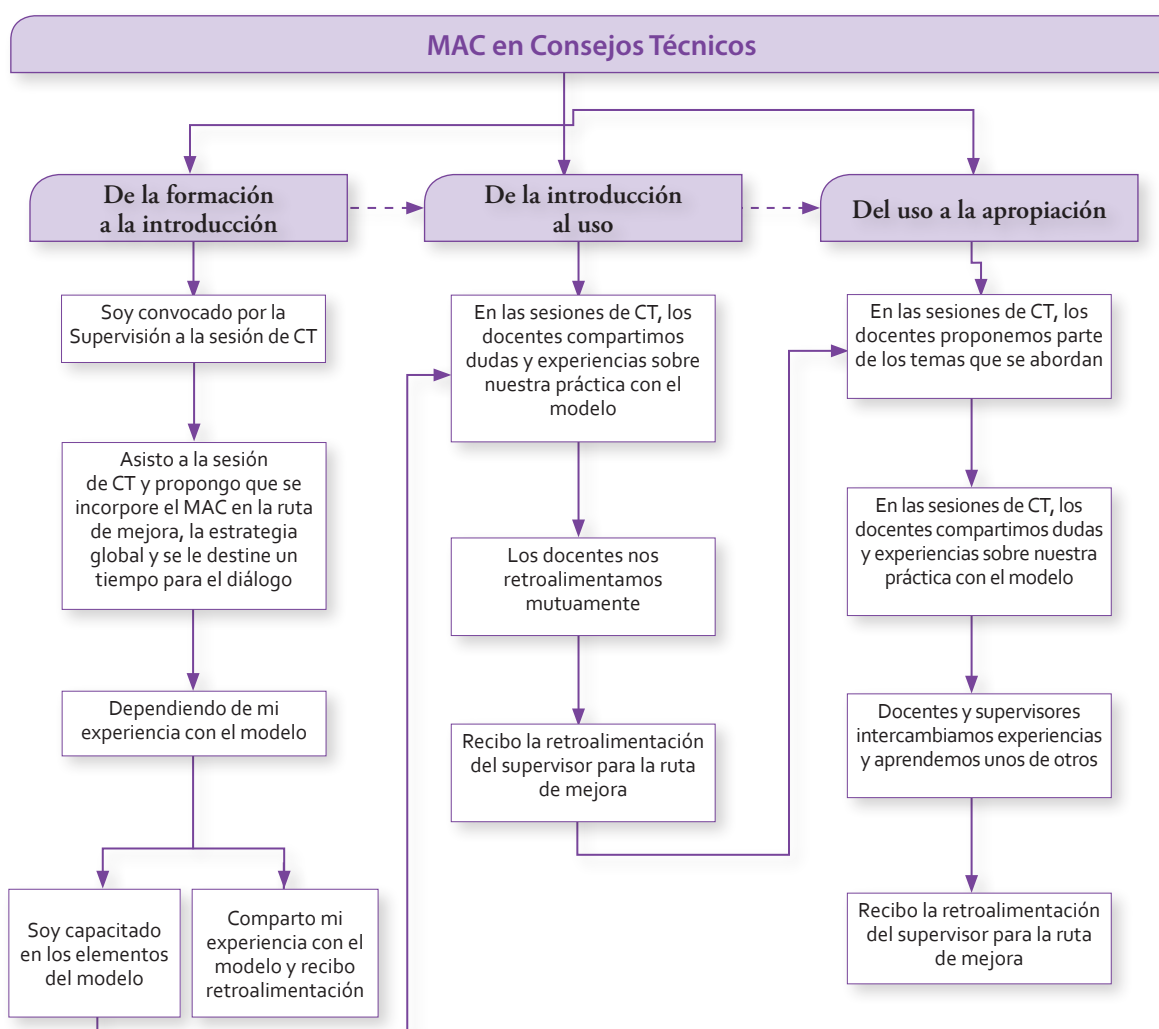 MAC en Consejos Técnicos
De la formación
a la introducción
Soy convocado por la
Supervisión a la sesión de CT
Asisto a la sesión
de CT y propongo que se
incorpore el MAC en la ruta
de mejora, la estrategia
global y se le destine un
tiempo para el diálogo
Dependiendo de mi
experiencia con el modelo
Soy capacitado
en los elementos
del modelo
Comparto mi
experiencia con el
modelo y recibo
retroalimentación
De la introducción
al uso
En las sesiones de CT, los
docentes compartimos
dudas y experiencias sobre
nuestra práctica con el
modelo
Los docentes nos
retroalimentamos
mutuamente
Recibo la retroalimentación
del supervisor para la ruta
de mejora
Del uso a la apropiación
En las sesiones de CT, los
docentes proponemos parte
de los temas que se abordan
En las sesiones de CT, los
docentes compartimos dudas
y experiencias sobre nuestra
práctica con el modelo
Docentes y supervisores
intercambiamos experiencias
y aprendemos unos de otros
Recibo la retroalimentación
del supervisor para la ruta
de mejora